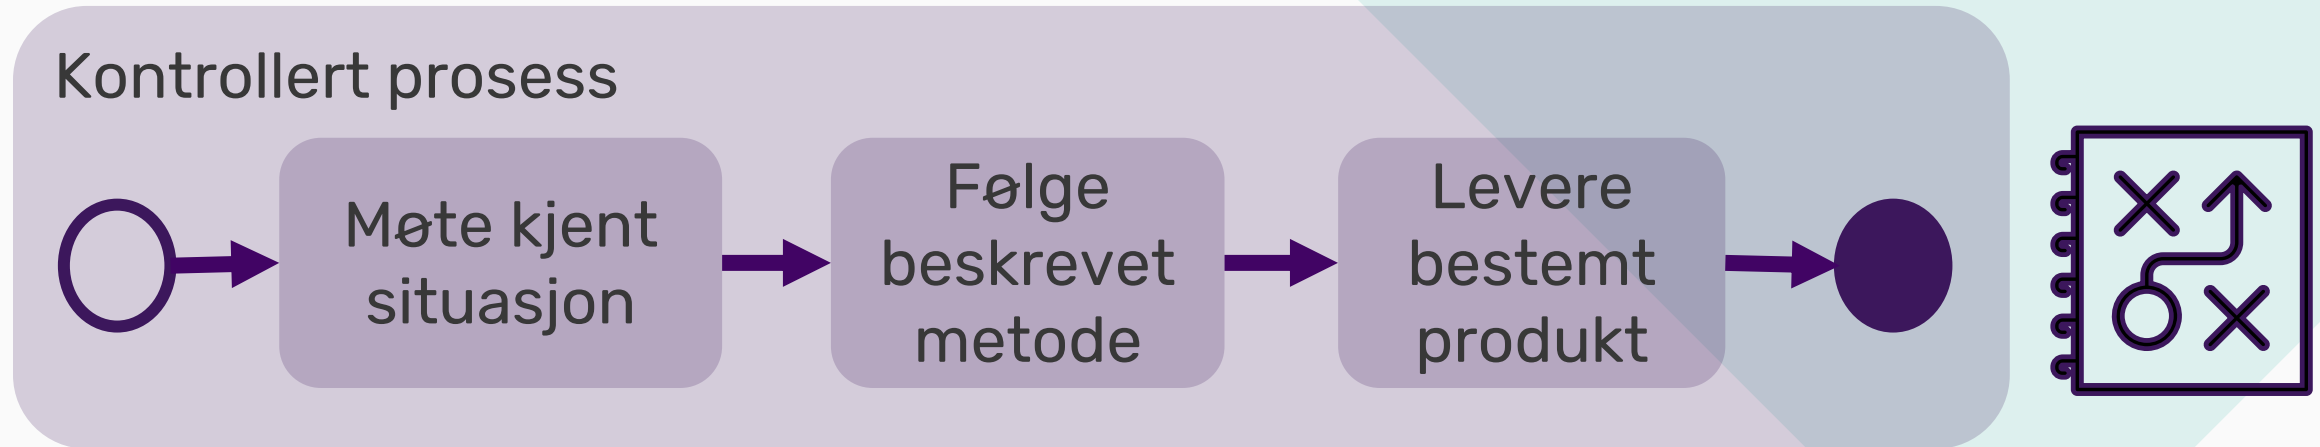 Kontrollert prosess
Møte kjent
situasjon
Følge
beskrevet
metode
Levere
bestemt
produkt